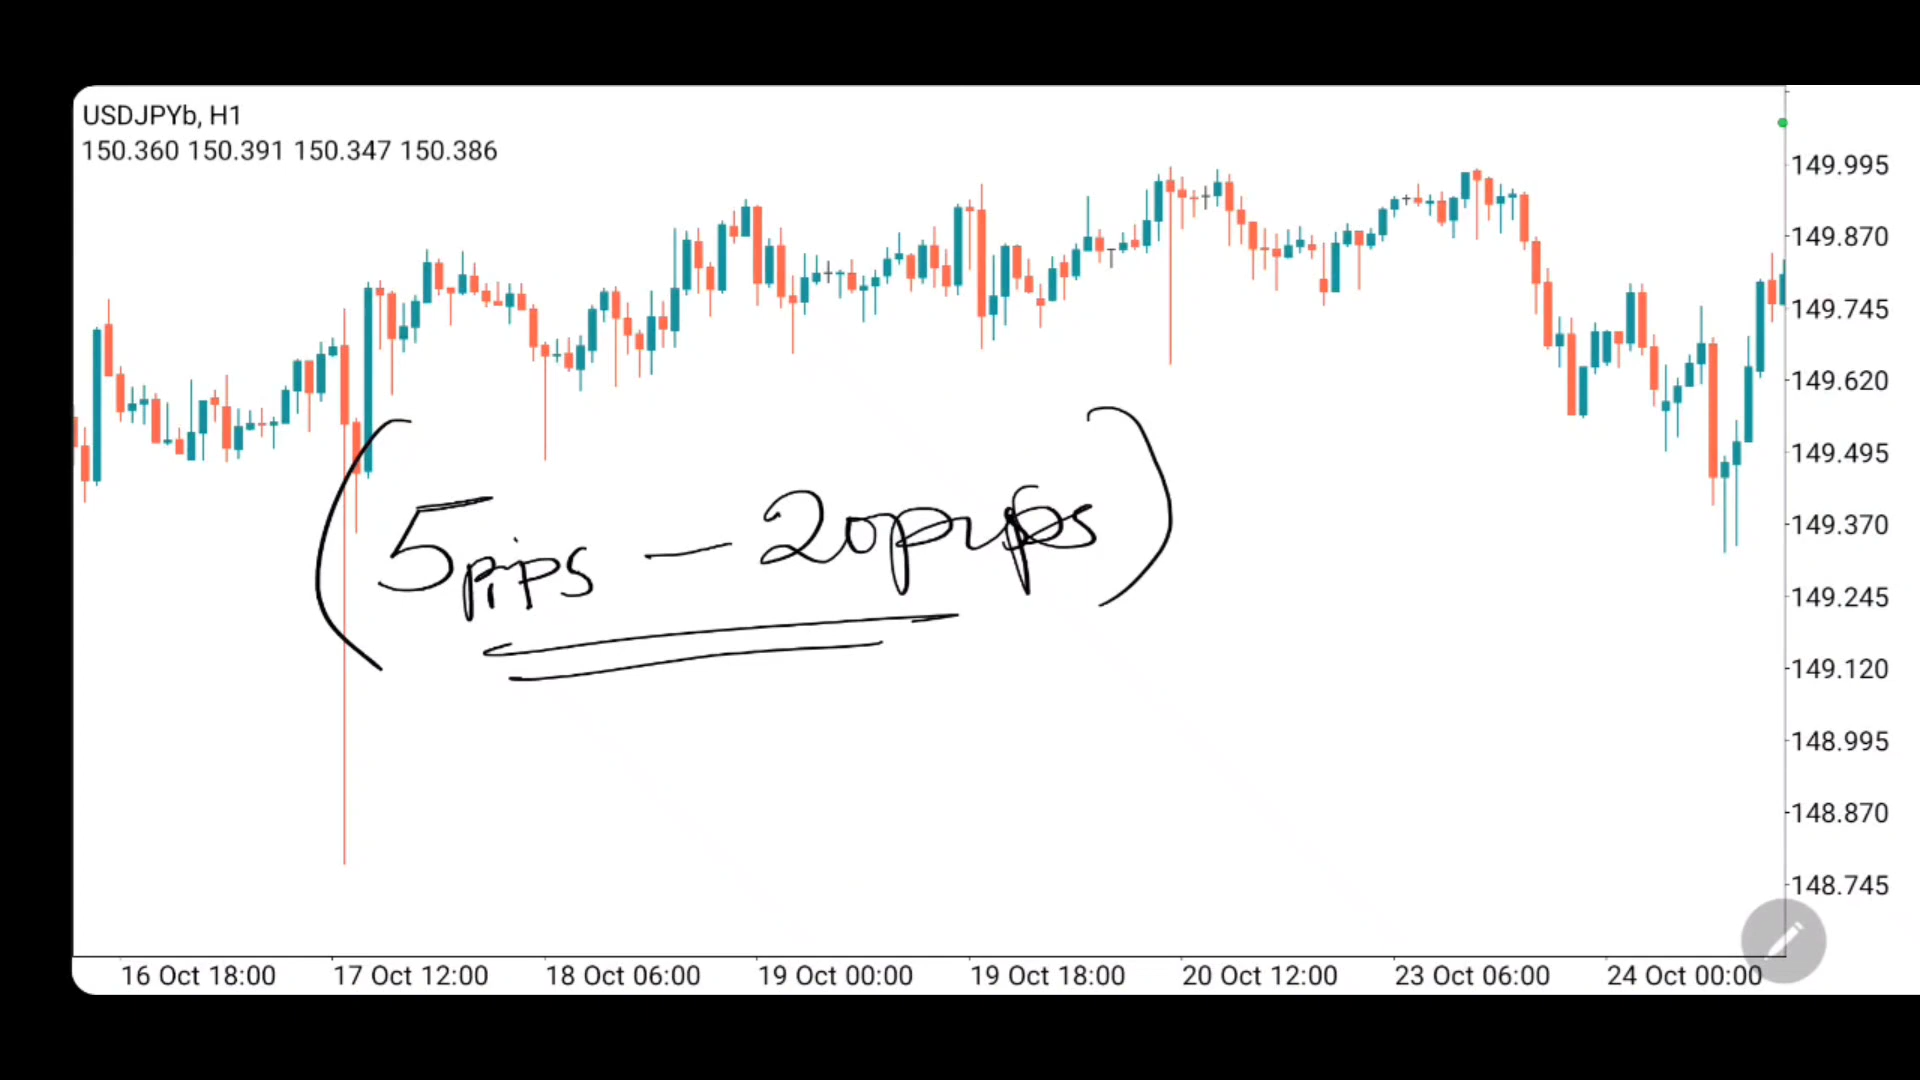 USDJPYb, H1
150.360 150.391 150.347 150.386
149.995
149.870
149.745
149.620
149.495
149.370
149.245
149.120
148.995
148.870
148.745
(5pips — 20pips)
16 Oct 18:00 17 Oct 12:00 18 Oct 06:00 19 Oct 00:00 19 Oct 18:00 20 Oct 12:00 23 Oct 06:00 24 Oct 00:00